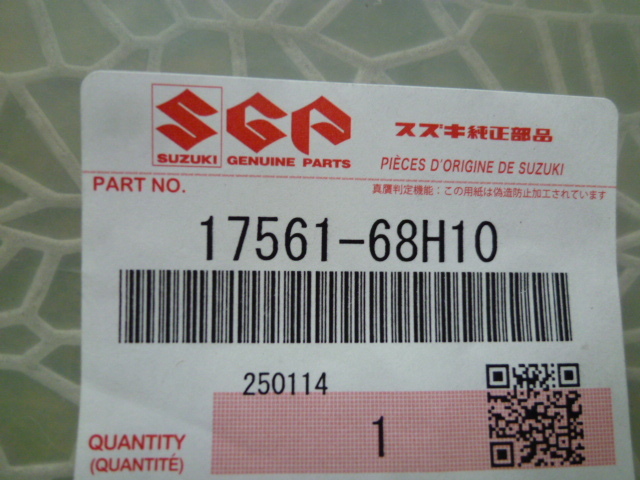 SGP
スズキ純正部品
SUZUKI GENUINE PARTS
PIÈCES D'ORIGINE DE SUZUKI
PART NO.
真贋判定機能：この用紙は偽造防止加工されています
17561-68H10
250114
1
QUANTITY
(QUANTITÉ)